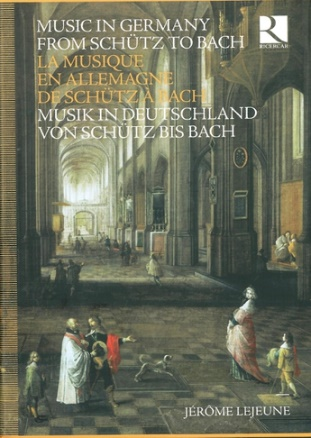 MUSIC IN GERMANY
FROM SCHÜTZ TO BACH
LA MUSIQUE
EN ALLEMAGNE
DE SCHÜTZ À BACH
MUSIK IN DEUTSCHLAND
VON SCHÜTZ BIS BACH
RICERCAR
JÉRÔME LEJEUNE